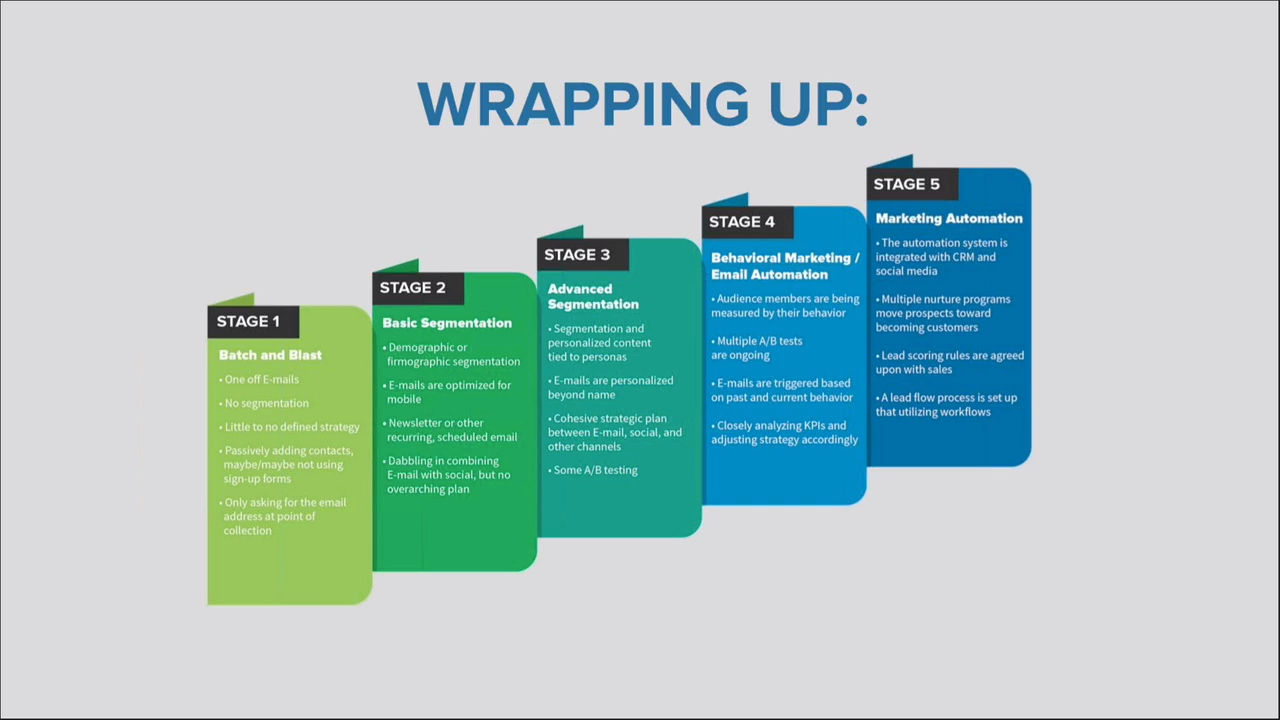 WRAPPING UP:
STAGE 1
Batch and Blast
• One off E-mails
• No segmentation
• Little to no defined strategy
• Passively adding contacts,
maybe/maybe not using
sign-up forms
• Only asking for the email
address at point of
collection
STAGE 2
Basic Segmentation
• Demographic or
firmographic segmentation
• E-mails are optimized for
mobile
• Newsletter or other
recurring, scheduled email
• Dabbling in combining
E-mail with social, but no
overarching plan
STAGE 3
Advanced
Segmentation
• Segmentation and
personalized content
tied to personas
• E-mails are personalized
beyond name
• Cohesive strategic plan
between E-mail, social, and
other channels
• Some A/B testing
STAGE 4
Behavioral Marketing /
Email Automation
• Audience members are being
measured by their behavior
• Multiple A/B tests
are ongoing
• E-mails are triggered based
on past and current behavior
• Closely analyzing KPIs and
adjusting strategy accordingly
STAGE 5
Marketing Automation
• The automation system is
integrated with CRM and
social media
• Multiple nurture programs
move prospects toward
becoming customers
• Lead scoring rules are agreed
upon with sales
• A lead flow process is set up
that utilizing workflows